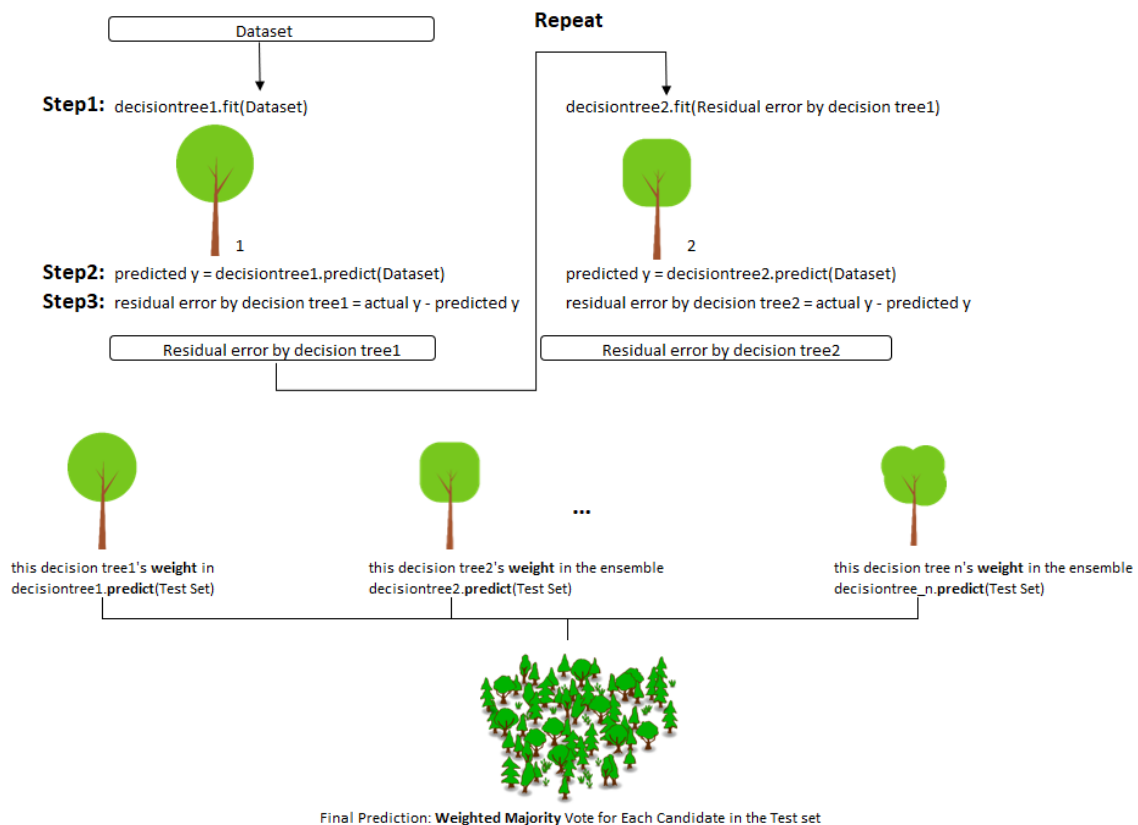 Dataset
Repeat
Step1: decisiontree1.fit(Dataset)
decisiontree2.fit(Residual error by decision tree1)
1
2
Step2: predicted y = decisiontree1.predict(Dataset)
predicted y = decisiontree2.predict(Dataset)
Step3: residual error by decision tree1 = actual y - predicted y
residual error by decision tree2 = actual y - predicted y
Residual error by decision tree1
Residual error by decision tree2
...
this decision tree1's weight in
decisiontree1.predict(Test Set)
this decision tree2's weight in the ensemble
decisiontree2.predict(Test Set)
this decision tree n's weight in the ensemble
decisiontree_n.predict(Test Set)
Final Prediction: Weighted Majority Vote for Each Candidate in the Test set